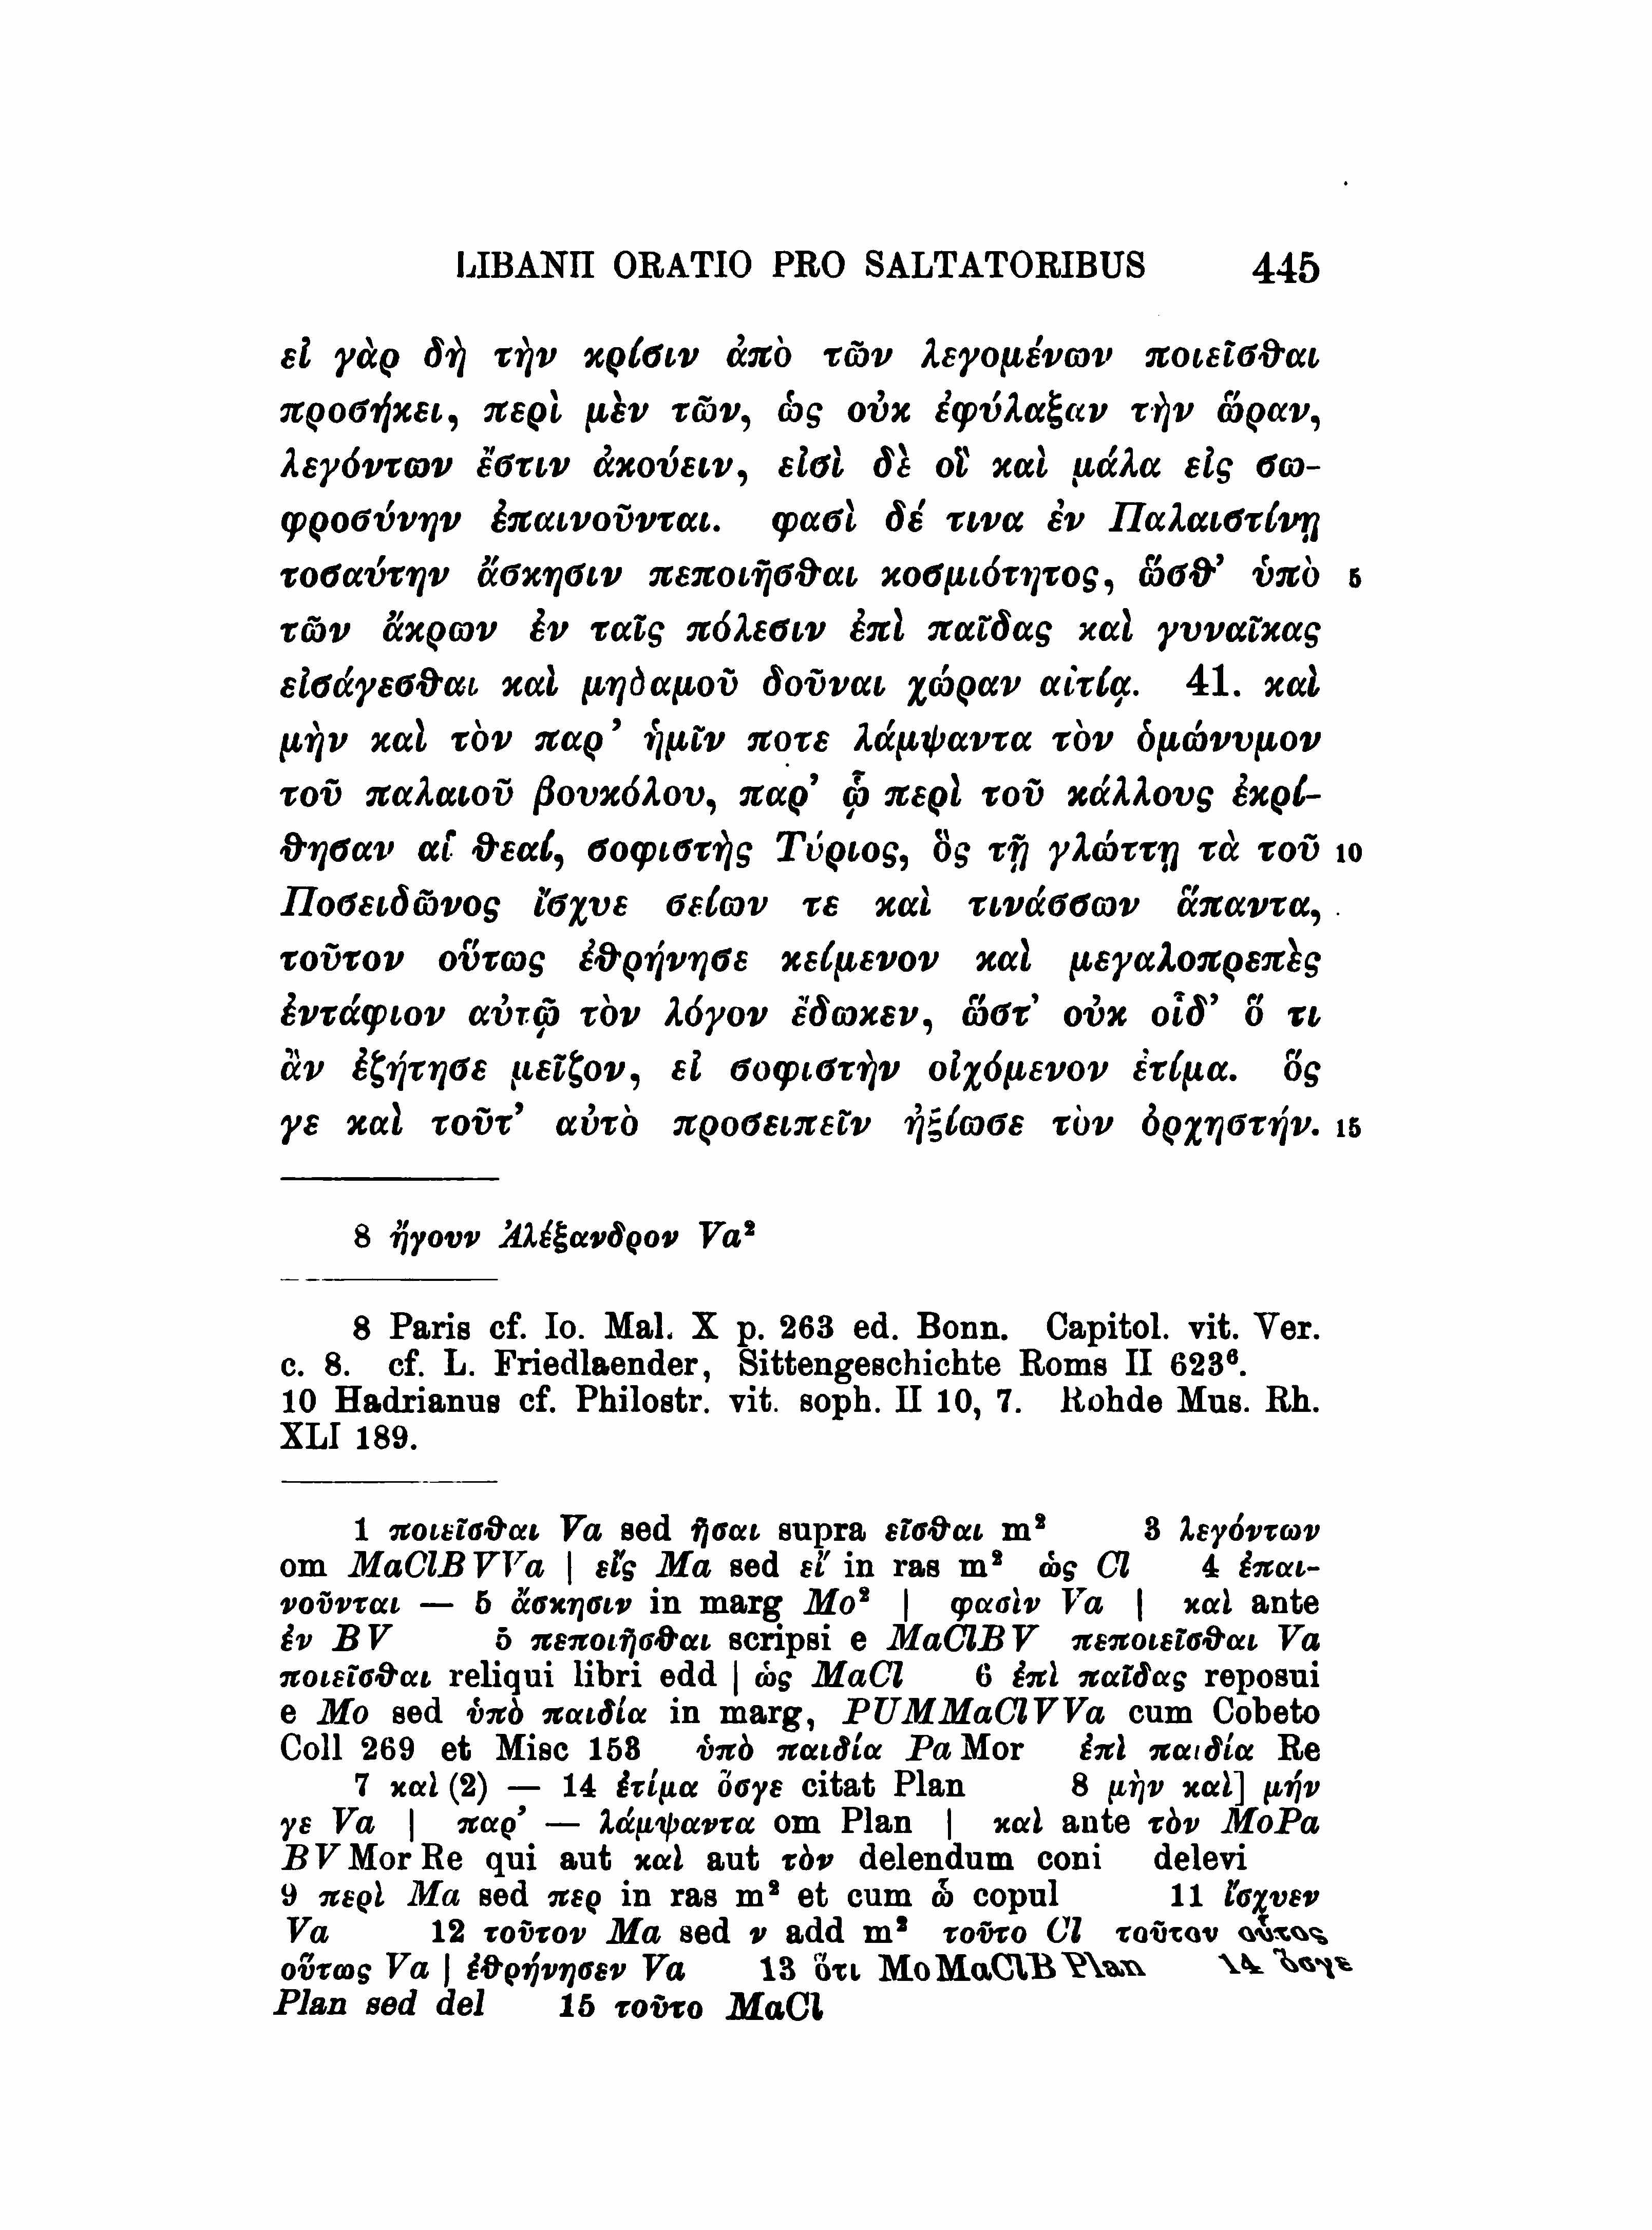 LIBANII ORATIO PRO SALTATORIBUS 445
εἰ γὰρ δὴ τὴν κρίσιν ἀπὸ τῶν λεγομένων ποιεῖσθαι
προσήκει, περὶ μὲν τῶν, ὡς οὐκ ἐφύλαξαν τὴν ὥραν,
λεγόντων ἔστιν ἀκούειν, εἰσὶ δὲ οἳ καὶ μάλα εἰς σω-
φροσύνην ἐπαινοῦνται. φασὶ δέ τινα ἐν Παλαιστίνῃ
τοσαύτην ἄσκησιν πεποιῆσθαι κοσμιότητος, ὥσθ’ ὑπὸ 5
τῶν ἄκρων ἐν ταῖς πόλεσιν ἐπὶ παῖδας καὶ γυναῖκας
εἰσάγεσθαι καὶ μηδαμοῦ δοῦναι χώραν αἰτίᾳ. 41. καὶ
μὴν καὶ τὸν παρ’ ἡμῖν ποτε λάμψαντα τὸν ὁμώνυμον
τοῦ παλαιοῦ βουκόλου, παρ’ ᾧ περὶ τοῦ κάλλους ἐκρί-
θησαν αἱ θεαί, σοφιστὴς Τύριος, ὃς τῇ γλώττῃ τὰ τοῦ 10
Ποσειδῶνος ἴσχυε σείων τε καὶ τινάσσων ἅπαντα,
τοῦτον οὕτως ἐθρήνησε κείμενον καὶ μεγαλοπρεπὲς
ἐντάφιον αὐτῷ τὸν λόγον ἔδωκεν, ὥστ’ οὐκ οἶδ’ ὅ τι
ἂν ἐζήτησε μεῖζον, εἰ σοφιστὴν οἰχόμενον ἐτίμα. ὅς
γε καὶ τοῦτ’ αὐτὸ προσειπεῖν ἠξίωσε τὸν ὀρχηστήν. 15
8 ἤγουν Ἀλέξανδρον Va²
8 Paris cf. Io. Mal. X p. 263 ed. Bonn. Capitol. vit. Ver.
c. 8. cf. L. Friedlaender, Sittengeschichte Roms II 623⁶.
10 Hadrianus cf. Philostr. vit. soph. II 10, 7. Rohde Mus. Rh.
XLI 189.
1 ποιεῖσθαι Va sed ῆσαι supra εῖσθαι m² 3 λεγόντων
om MaClBVVa | εἴς Ma sed εἴ in ras m² ὡς Cl 4 ἐπαι-
νοῦνται — 5 ἄσκησιν in marg Mo² | φασὶν Va | καὶ ante
ἐν BV 5 πεποιῆσθαι scripsi e MaClBV πεποιεῖσθαι Va
ποιεῖσθαι reliqui libri edd | ὡς MaCl 6 ἐπὶ παῖδας reposui
e Mo sed ὑπὸ παιδία in marg, PUMMaClVVa cum Cobeto
Coll 269 et Misc 153 ὑπὸ παιδία Pa Mor ἐπὶ παιδία Re
7 καὶ (2) — 14 ἐτίμα ὅσγε citat Plan 8 μὴν καὶ] μήν
γε Va | παρ’ — λάμψαντα om Plan | καὶ ante τὸν MoPa
BV Mor Re qui aut καὶ aut τὸν delendum coni delevi
9 περὶ Ma sed περ in ras m² et cum ὧ copul 11 ἴσχυεν
Va 12 τοῦτον Ma sed ν add m² τοῦτο Cl τοῦτον οὗτος
οὕτως Va | ἐθρήνησεν Va 13 ὅτι MoMaClB Plan 14 ὅσγε
Plan sed del 15 τοῦτο MaCl